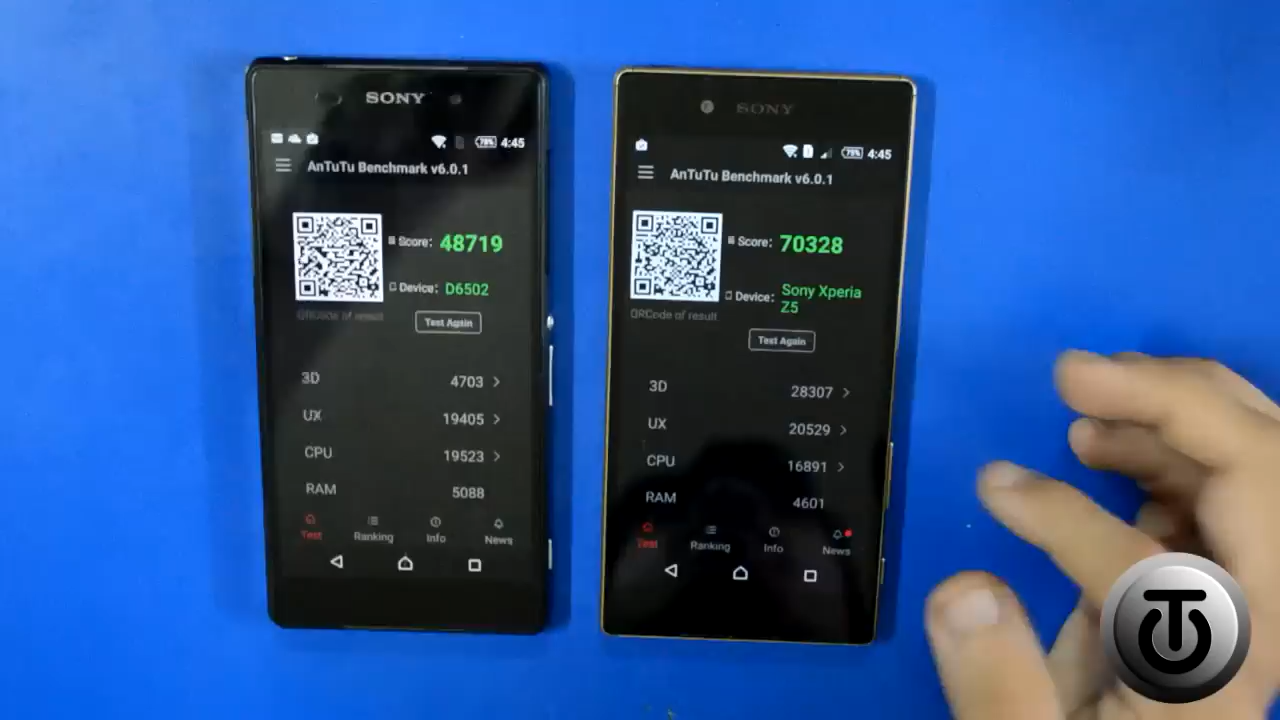 SONY
78% 4:45
AnTuTu Benchmark v6.0.1
Score: 48719
Device: D6502
QRCode of result
Test Again
3D 4703
UX 19405
CPU 19523
RAM 5088
Test Ranking Info News
SONY
79% 4:45
AnTuTu Benchmark v6.0.1
Score: 70328
Device: Sony Xperia
Z5
QRCode of result
Test Again
3D 28307
UX 20529
CPU 16891
RAM 4601
Test Ranking Info News